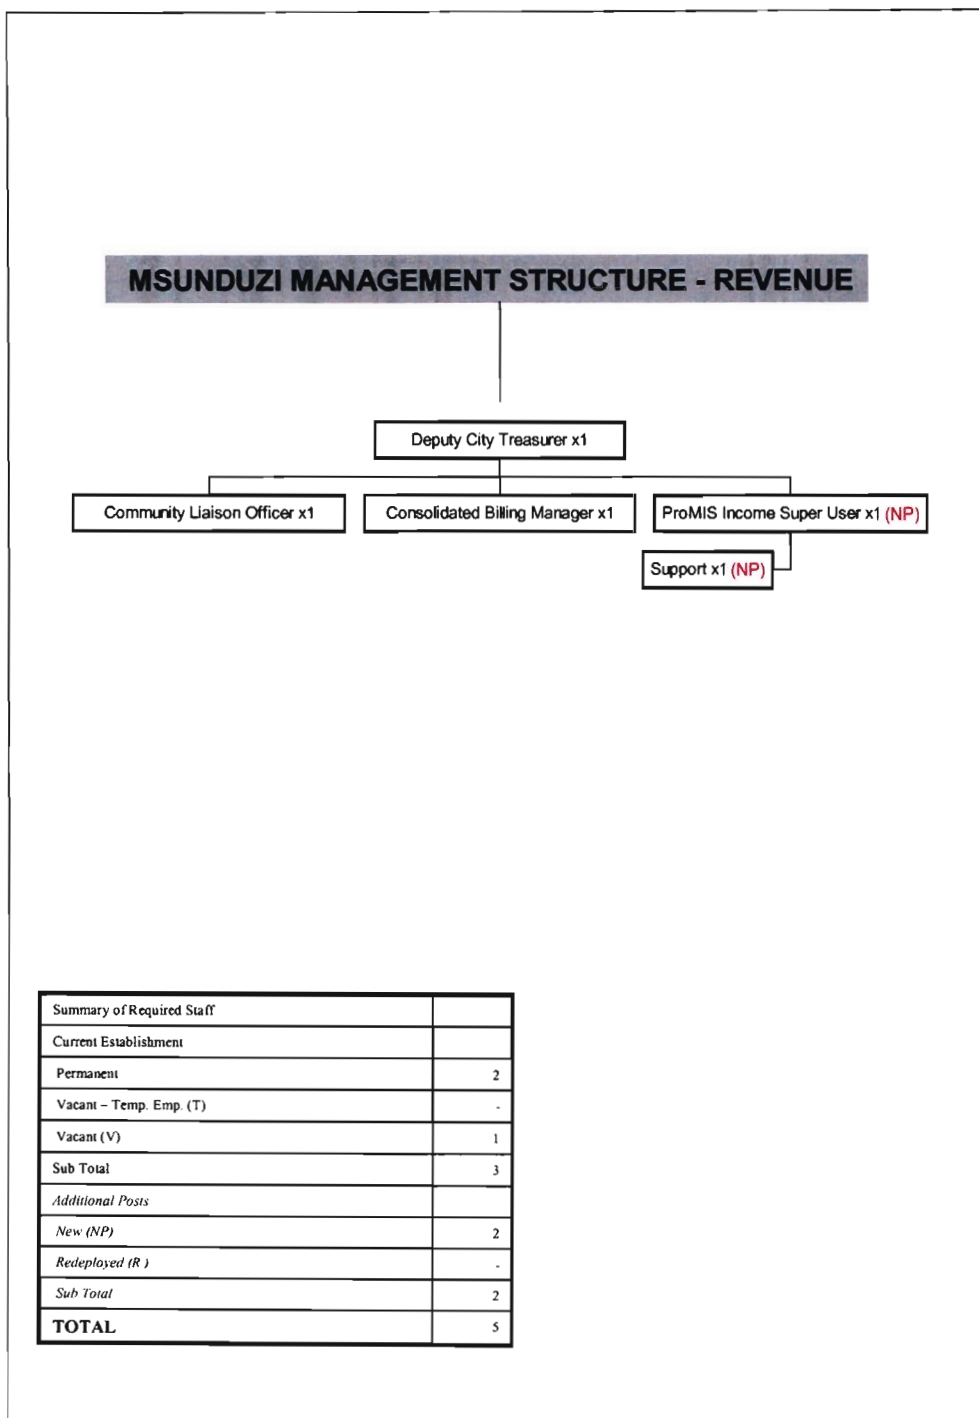 MSUNDUZI MANAGEMENT STRUCTURE - REVENUE
Deputy City Treasurer x1
Community Liaison Officer x1
Consolidated Billing Manager x1
ProMIS Income Super User x1 (NP)
Support x1 (NP)
Summary of Required Staff
Current Establishment
Permanent 2
Vacant – Temp. Emp. (T) -
Vacant (V) 1
Sub Total 3
Additional Posts
New (NP) 2
Redeployed (R ) -
Sub Total 2
TOTAL 5